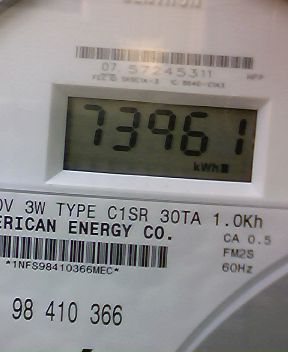 07 57245311
73961
kWh
0V 3W TYPE C1SR 30TA 1.0Kh
ERICAN ENERGY CO.
CA 0.5
FM2S
*1NFS98410366MEC*
60Hz
98 410 366